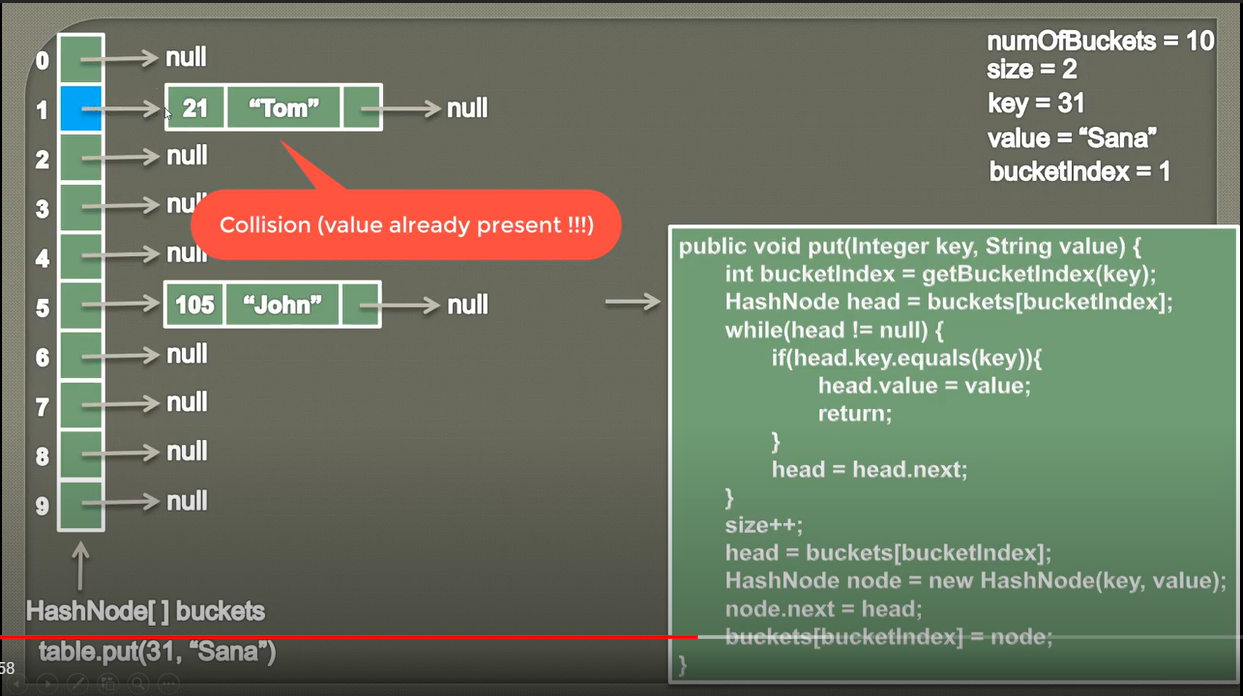 numOfBuckets = 10
size = 2
key = 31
value = “Sana”
bucketIndex = 1
0 null
1 21 “Tom” null
2 null
3 nul
Collision (value already present !!!)
4 null
5 105 “John” null
6 null
7 null
8 null
9 null
HashNode[ ] buckets
table.put(31, “Sana”)
58
public void put(Integer key, String value) {
int bucketIndex = getBucketIndex(key);
HashNode head = buckets[bucketIndex];
while(head != null) {
if(head.key.equals(key)){
head.value = value;
return;
}
head = head.next;
}
size++;
head = buckets[bucketIndex];
HashNode node = new HashNode(key, value);
node.next = head;
buckets[bucketIndex] = node;
}